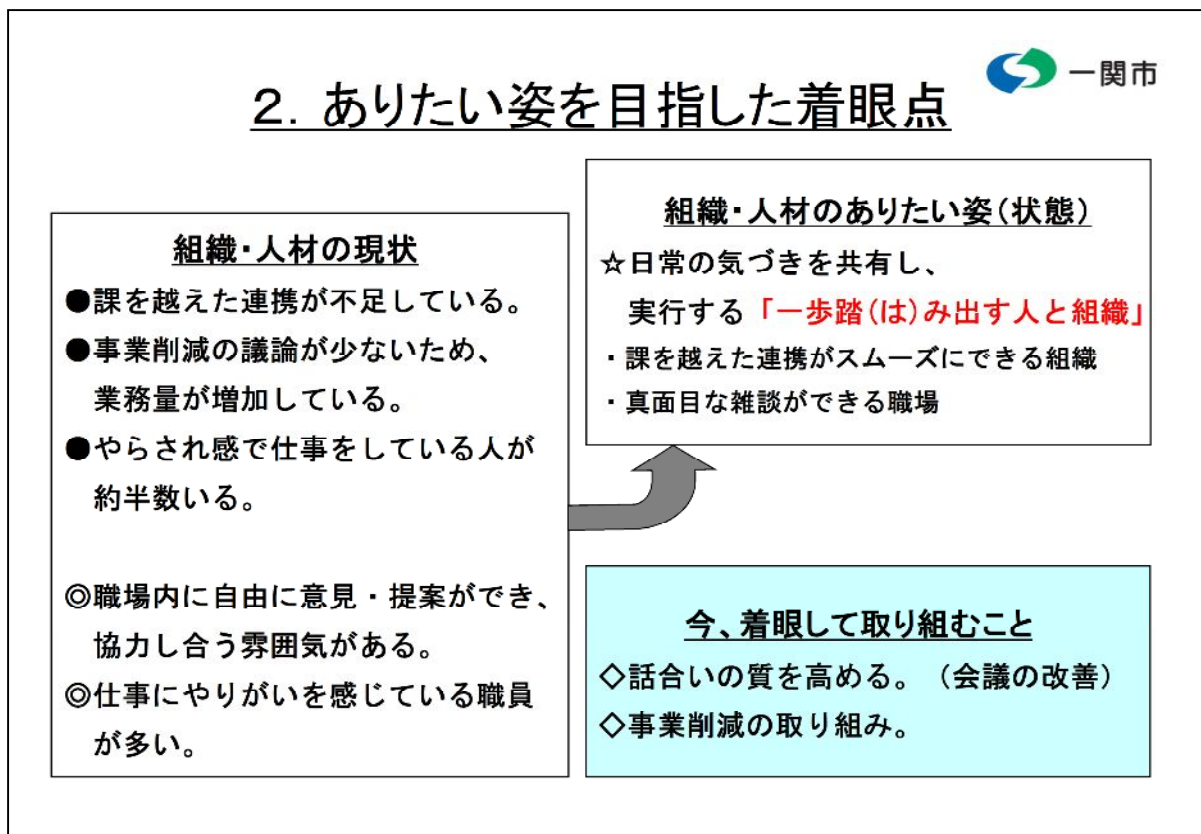 一関市
２．ありたい姿を目指した着眼点
組織・人材の現状
●課を越えた連携が不足している。
●事業削減の議論が少ないため、
業務量が増加している。
●やらされ感で仕事をしている人が
約半数いる。
◎職場内に自由に意見・提案ができ、
協力し合う雰囲気がある。
◎仕事にやりがいを感じている職員
が多い。
組織・人材のありたい姿（状態）
☆日常の気づきを共有し、
実行する「一歩踏（は）み出す人と組織」
・課を越えた連携がスムーズにできる組織
・真面目な雑談ができる職場
今、着眼して取り組むこと
◇話合いの質を高める。（会議の改善）
◇事業削減の取り組み。